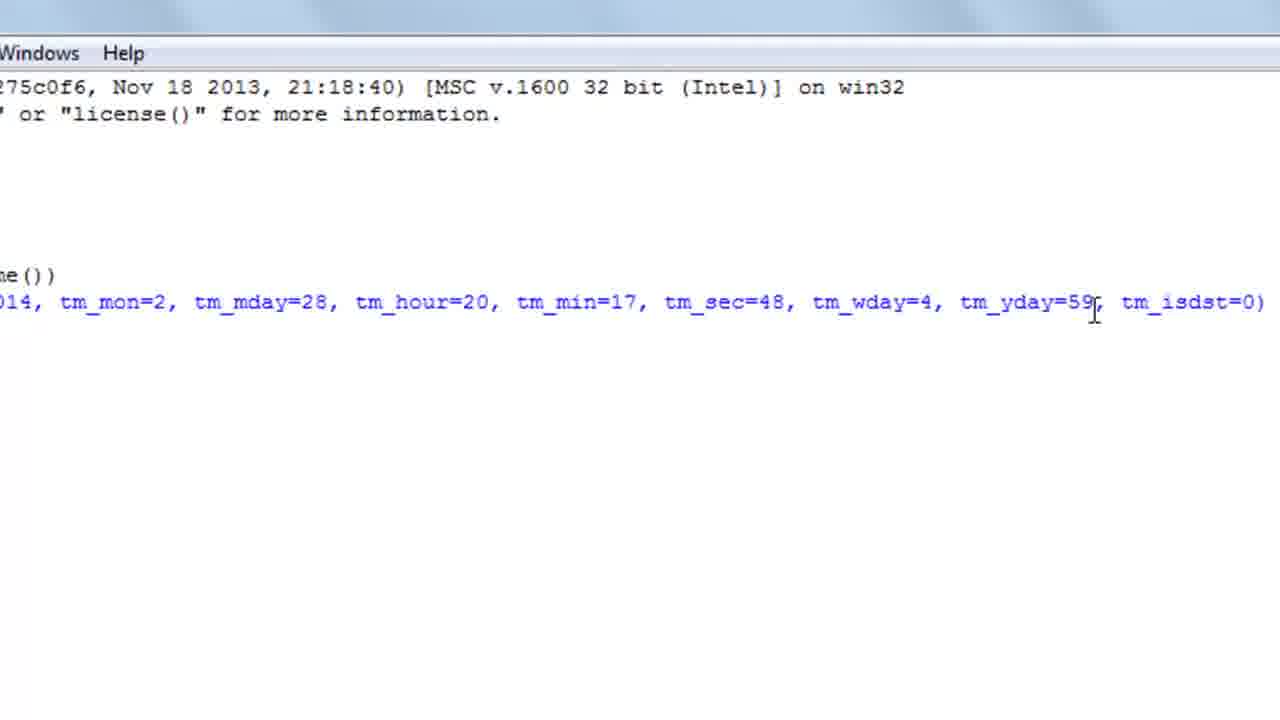 Windows Help
275c0f6, Nov 18 2013, 21:18:40) [MSC v.1600 32 bit (Intel)] on win32
" or "license()" for more information.
me())
014, tm_mon=2, tm_mday=28, tm_hour=20, tm_min=17, tm_sec=48, tm_wday=4, tm_yday=59, tm_isdst=0)